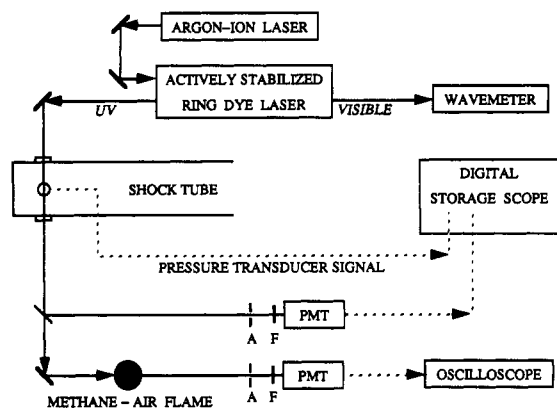 ARGON-ION LASER
ACTIVELY STABILIZED
RING DYE LASER
UV
VISIBLE
WAVEMETER
SHOCK TUBE
DIGITAL
STORAGE SCOPE
PRESSURE TRANSDUCER SIGNAL
PMT
A F
PMT
OSCILLOSCOPE
A F
METHANE - AIR FLAME